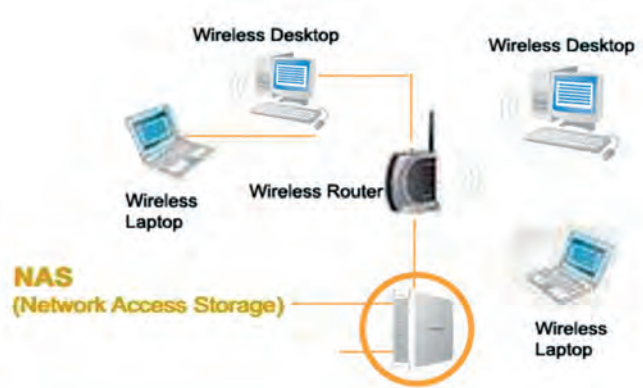 Wireless Desktop
Wireless Desktop
Wireless Router
Wireless
Laptop
NAS
(Network Access Storage)
Wireless
Laptop